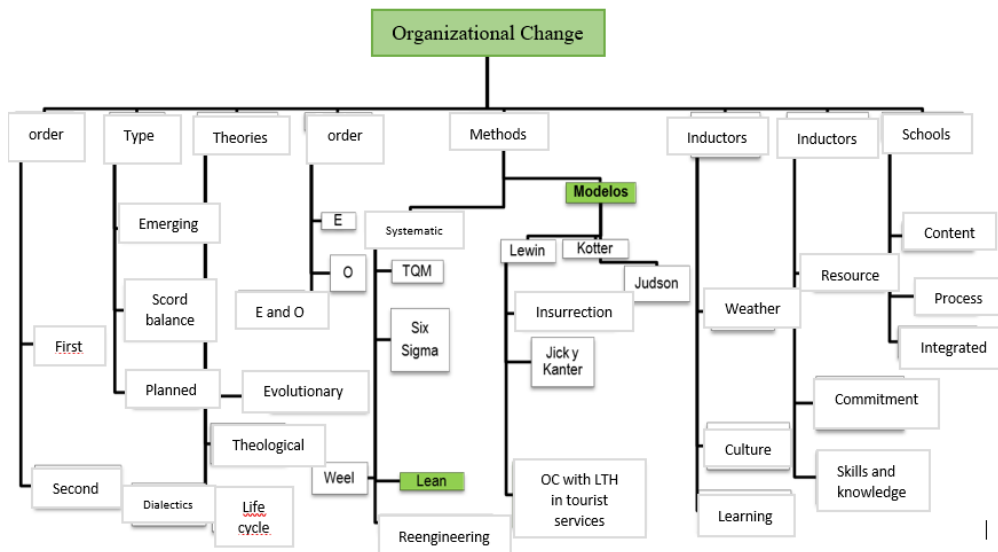 Organizational Change
order
Type
Theories
order
Methods
Inductors
Inductors
Schools
Modelos
Emerging
E
Systematic
Lewin
Kotter
Content
O
TQM
Judson
Resource
Scord
balance
E and O
Insurrection
Weather
Process
First
Six
Sigma
Jick y
Kanter
Integrated
Planned
Evolutionary
Commitment
Theological
Culture
Second
Weel
Lean
OC with LTH
in tourist
services
Skills and
knowledge
Dialectics
Life
cycle
Learning
Reengineering